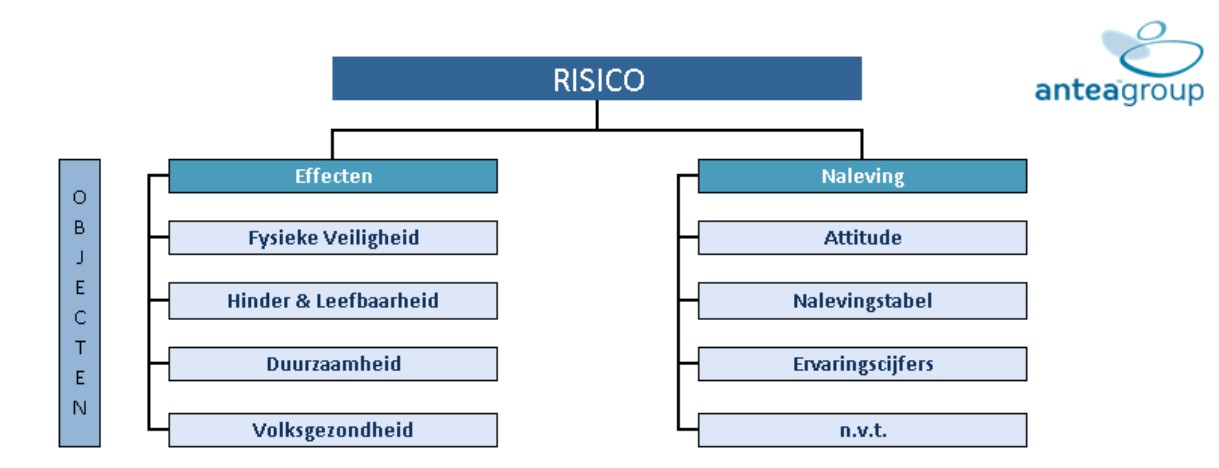 anteagroup
RISICO
OBJECTEN
Effecten
Fysieke Veiligheid
Hinder & Leefbaarheid
Duurzaamheid
Volksgezondheid
Naleving
Attitude
Nalevingstabel
Ervaringscijfers
n.v.t.